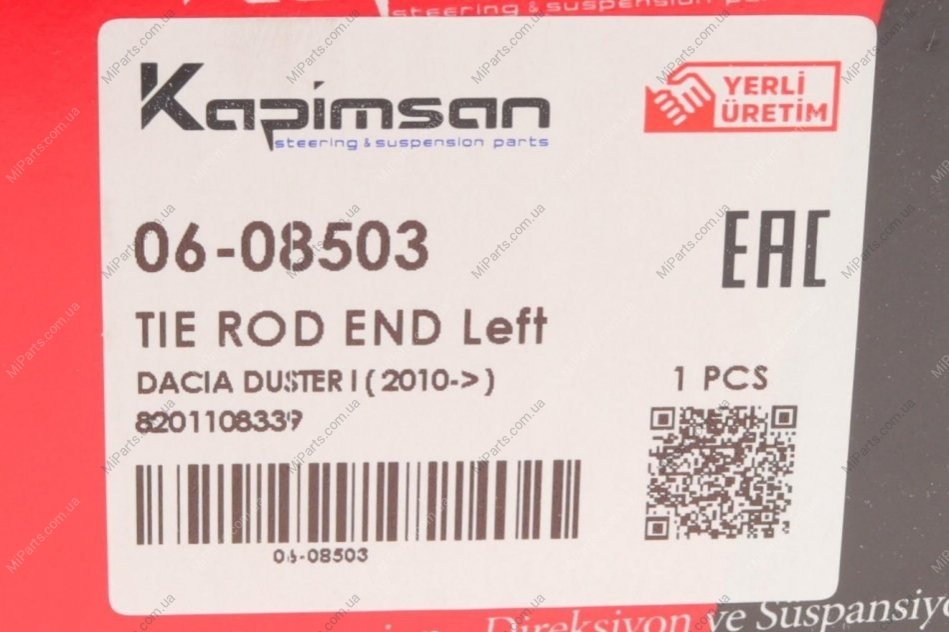 steering & suspension parts
Kapimsan
steering & suspension parts
YERLİ
ÜRETİM
06-08503
EAC
TIE ROD END Left
DACIA DUSTER I ( 2010-> )
1 PCS
8201108339
06-08503
Direksiyon ve Süspansiyo
MiParts.com.ua